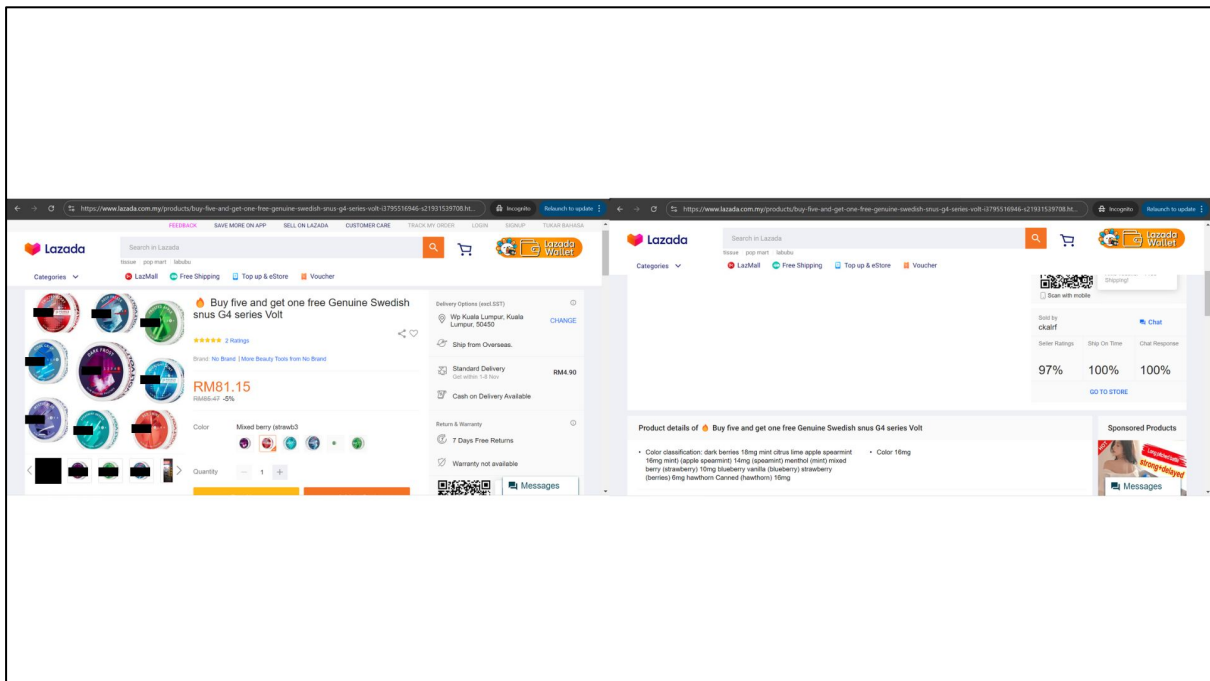 https://www.lazada.com.my/products/buy-five-and-get-one-free-genuine-swedish-snus-g4-series-volt-i3795516946-s21931539708.ht...
Incognito
Relaunch to update
FEEDBACK SAVE MORE ON APP SELL ON LAZADA CUSTOMER CARE TRACK MY ORDER LOGIN SIGNUP TUKAR BAHASA
Lazada
Search in Lazada
Lazada Wallet
tissue pop mart labubu
Categories
LazMall Free Shipping Top up & eStore Voucher
DARK FROST
🔥 Buy five and get one free Genuine Swedish
snus G4 series Volt
2 Ratings
Brand: No Brand | More Beauty Tools from No Brand
RM81.15
RM85.47 -5%
Color Mixed berry (strawb3
Quantity − 1 +
Delivery Options (excl.SST)
Wp Kuala Lumpur, Kuala
Lumpur, 50450
CHANGE
Ship from Overseas.
Standard Delivery RM4.90
Get within 1-8 Nov
Cash on Delivery Available
Return & Warranty
7 Days Free Returns
Warranty not available
Messages
https://www.lazada.com.my/products/buy-five-and-get-one-free-genuine-swedish-snus-g4-series-volt-i3795516946-s21931539708.ht...
Incognito
Relaunch to update
Lazada
Search in Lazada
Lazada Wallet
tissue pop mart labubu
Categories
LazMall Free Shipping Top up & eStore Voucher
Shipping!
Scan with mobile
Sold by
ckalrf
Chat
Seller Ratings Ship On Time Chat Response
97% 100% 100%
GO TO STORE
Product details of 🔥 Buy five and get one free Genuine Swedish snus G4 series Volt
• Color classification: dark berries 18mg mint citrus lime apple spearmint
16mg mint) (apple spearmint) 14mg (spearmint) menthol (mint) mixed
berry (strawberry) 10mg blueberry vanilla (blueberry) strawberry
(berries) 6mg hawthorn Canned (hawthorn) 16mg
• Color 16mg
Sponsored Products
HOT
strong+delayed
Messages